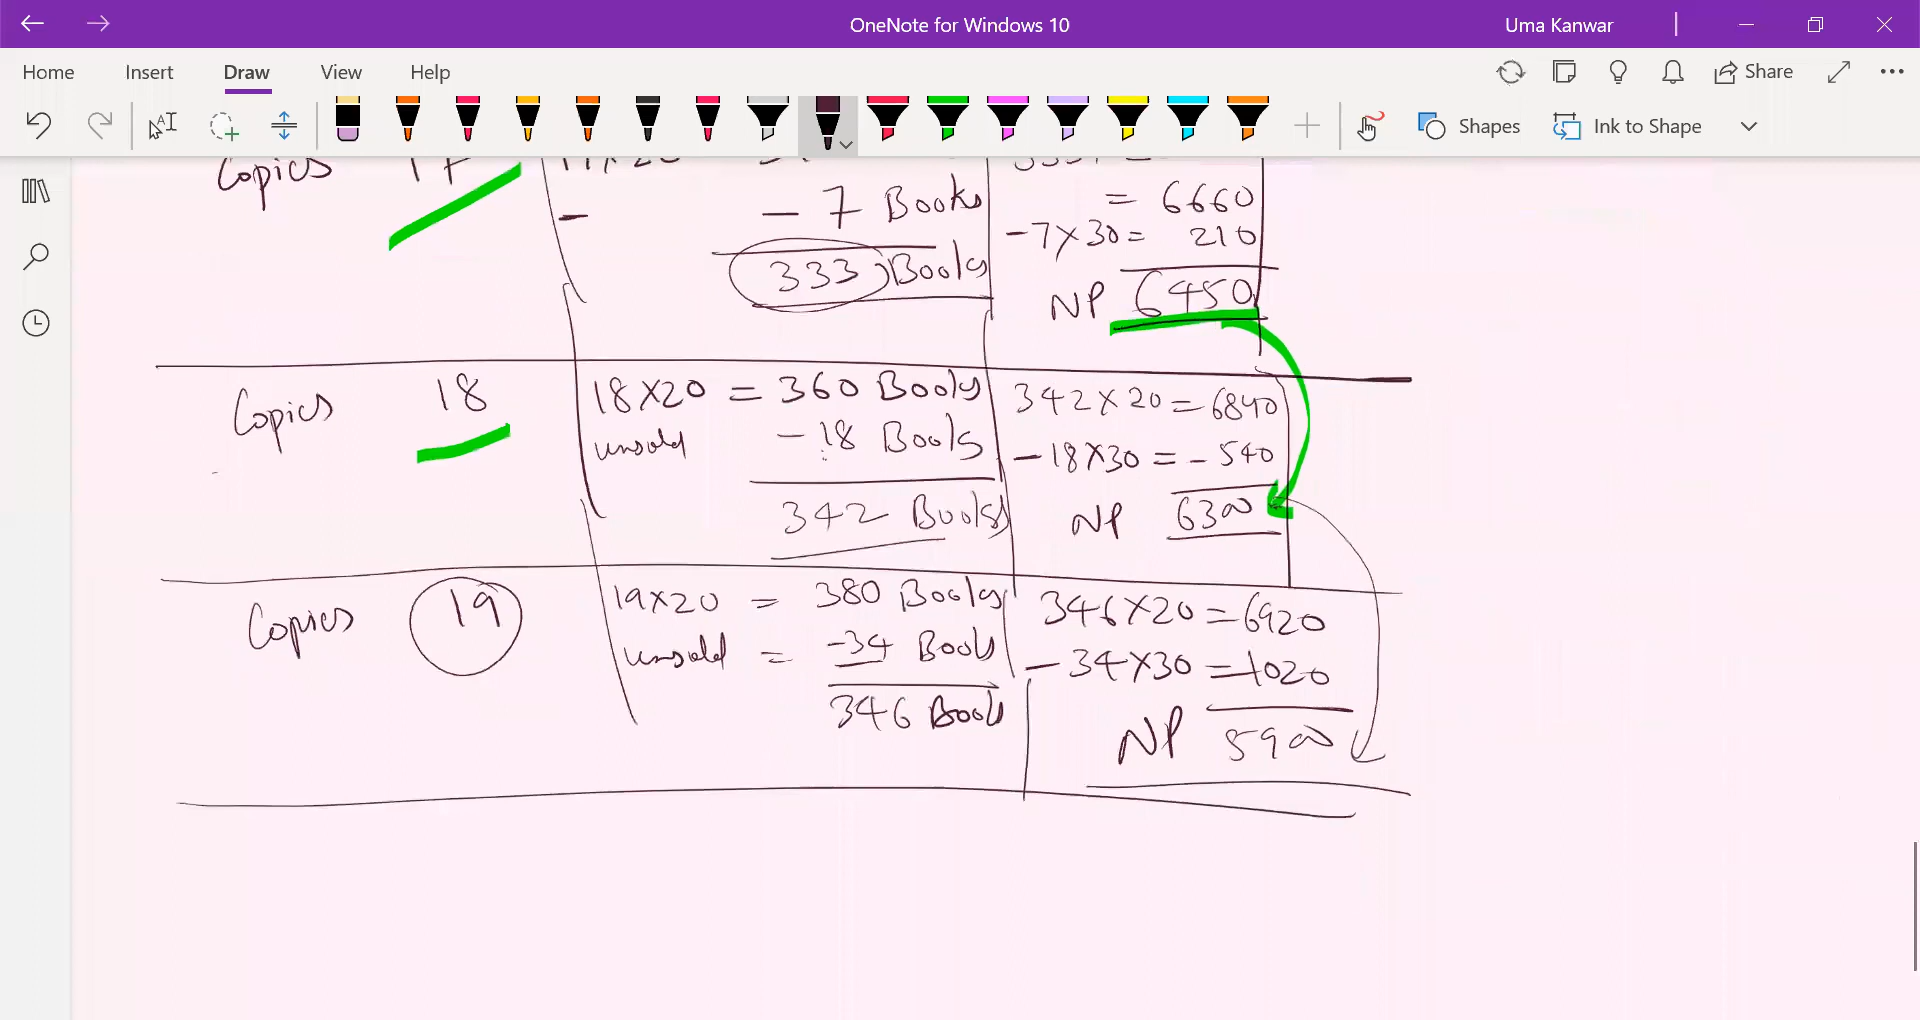 OneNote for Windows 10
Uma Kanwar
Home Insert Draw View Help
Share
Shapes
Ink to Shape
Copies 17
- - 7 Books
333 Books
= 6660
-7×30= 210
NP 6450
Copies 18
18×20 = 360 Books
unsold - 18 Books
342 Books
342×20=6840
-18×30=-540
NP 6300
Copies 19
19×20 = 380 Books
unsold = -34 Books
346 Books
346×20=6920
-34×30=1020
NP 5900